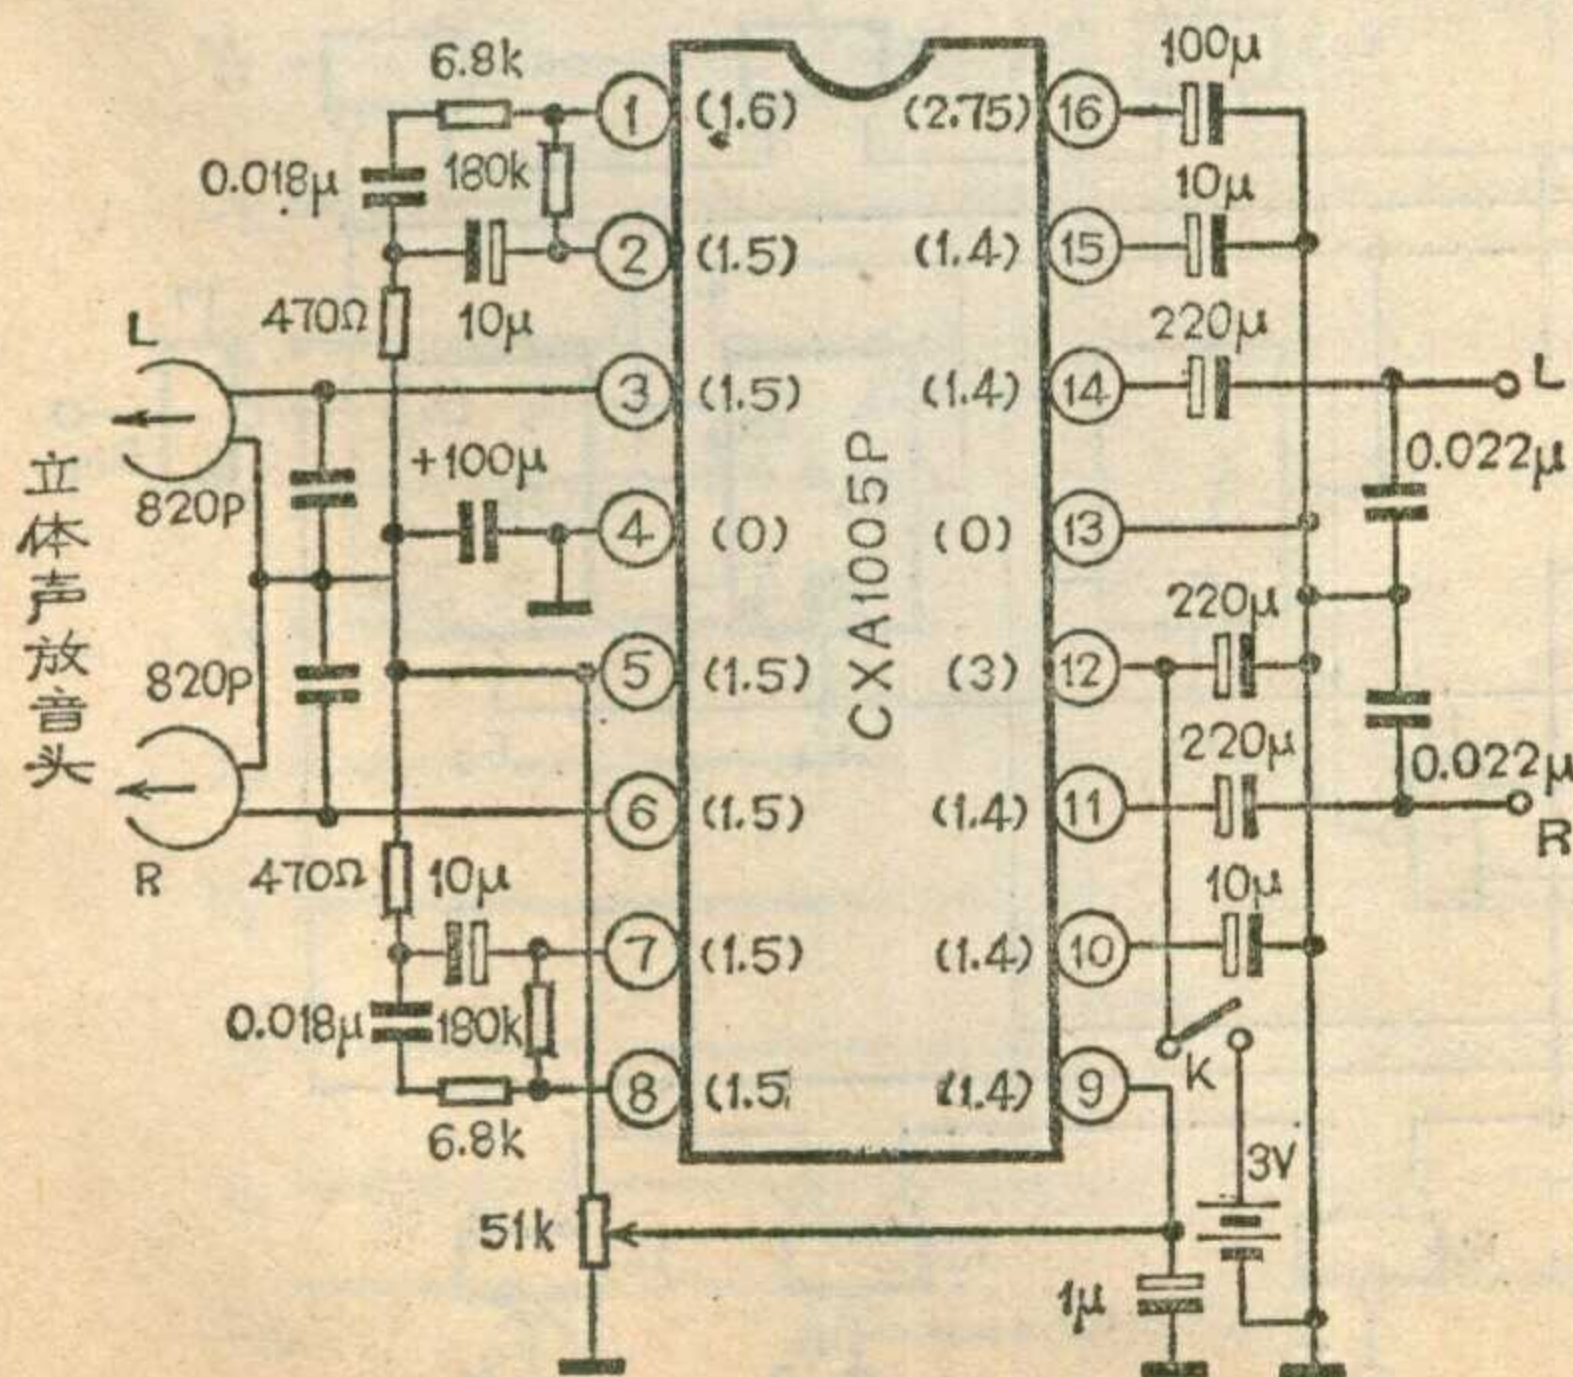 6.8k
0.018μ
180k
10μ
470Ω
L
820p
+100μ
立体声放音头
820p
R
470Ω
10μ
0.018μ
180k
6.8k
51k
1 (1.6)
2 (1.5)
3 (1.5)
4 (0)
5 (1.5)
6 (1.5)
7 (1.5)
8 (1.5)
CXA1005P
(2.75) 16
(1.4) 15
(1.4) 14
(0) 13
(3) 12
(1.4) 11
(1.4) 10
(1.4) 9
100μ
10μ
220μ
L
0.022μ
220μ
220μ
0.022μ
R
10μ
K
3V
1μ